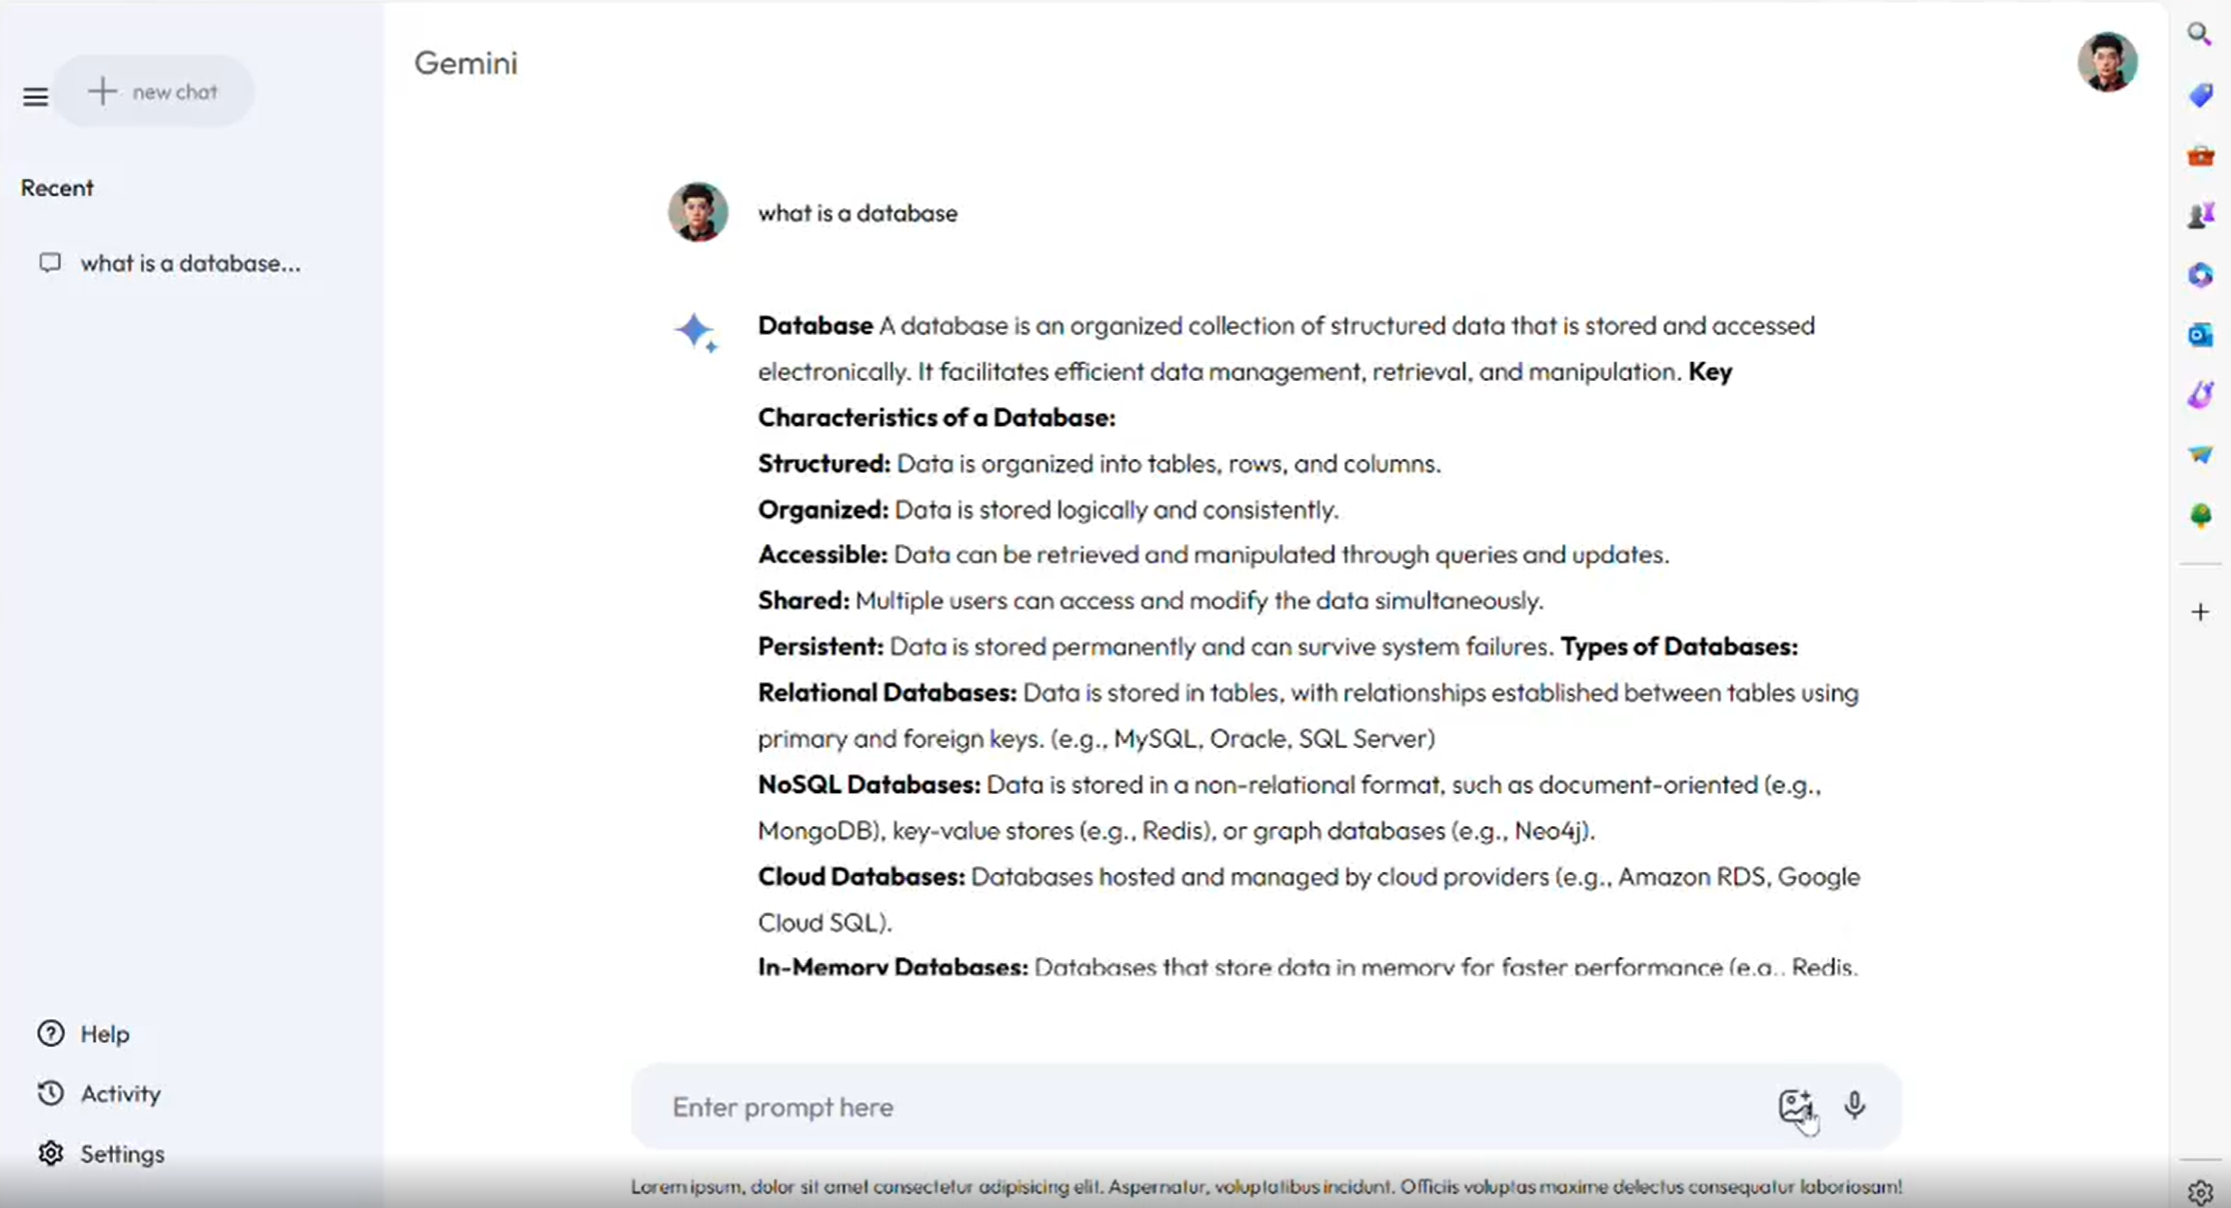 Gemini
new chat
Recent
what is a database...
what is a database
Database A database is an organized collection of structured data that is stored and accessed
electronically. It facilitates efficient data management, retrieval, and manipulation. Key
Characteristics of a Database:
Structured: Data is organized into tables, rows, and columns.
Organized: Data is stored logically and consistently.
Accessible: Data can be retrieved and manipulated through queries and updates.
Shared: Multiple users can access and modify the data simultaneously.
Persistent: Data is stored permanently and can survive system failures. Types of Databases:
Relational Databases: Data is stored in tables, with relationships established between tables using
primary and foreign keys. (e.g., MySQL, Oracle, SQL Server)
NoSQL Databases: Data is stored in a non-relational format, such as document-oriented (e.g.,
MongoDB), key-value stores (e.g., Redis), or graph databases (e.g., Neo4j).
Cloud Databases: Databases hosted and managed by cloud providers (e.g., Amazon RDS, Google
Cloud SQL).
In-Memory Databases: Databases that store data in memory for faster performance (e.g., Redis,
Help
Activity
Settings
Enter prompt here
Lorem ipsum, dolor sit amet consectetur adipisicing elit. Aspernatur, voluptatibus incidunt. Officiis voluptas maxime delectus consequatur laboriosam!